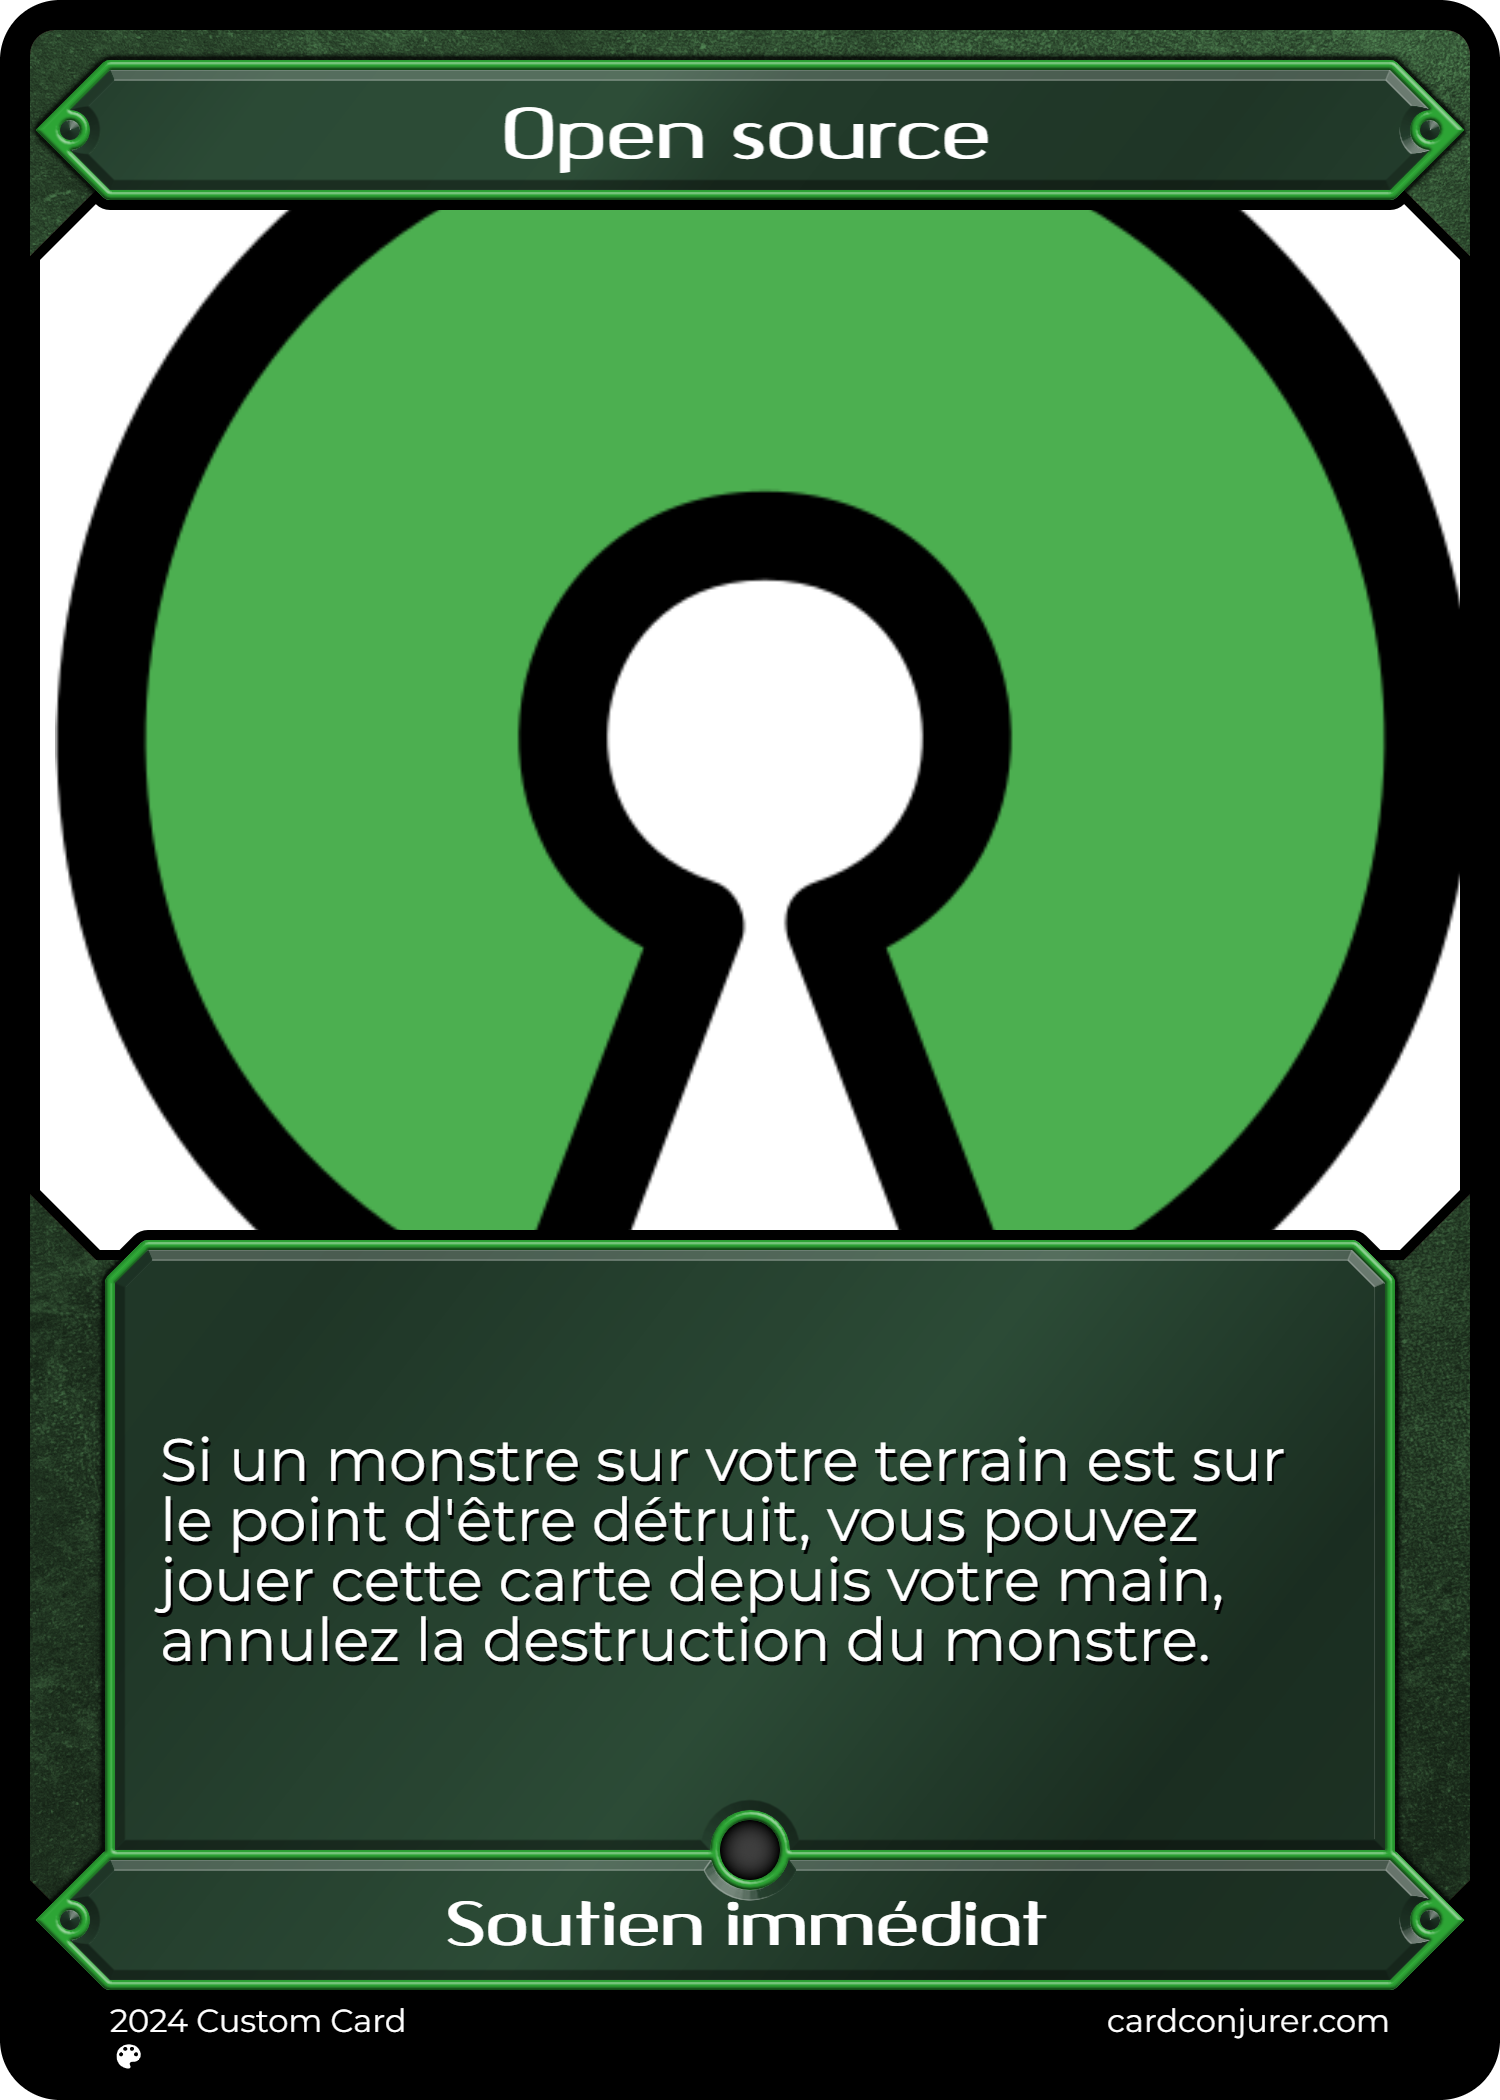 Open source
Si un monstre sur votre terrain est sur
le point d'être détruit, vous pouvez
jouer cette carte depuis votre main,
annulez la destruction du monstre.
Soutien immédiat
2024 Custom Card
cardconjurer.com